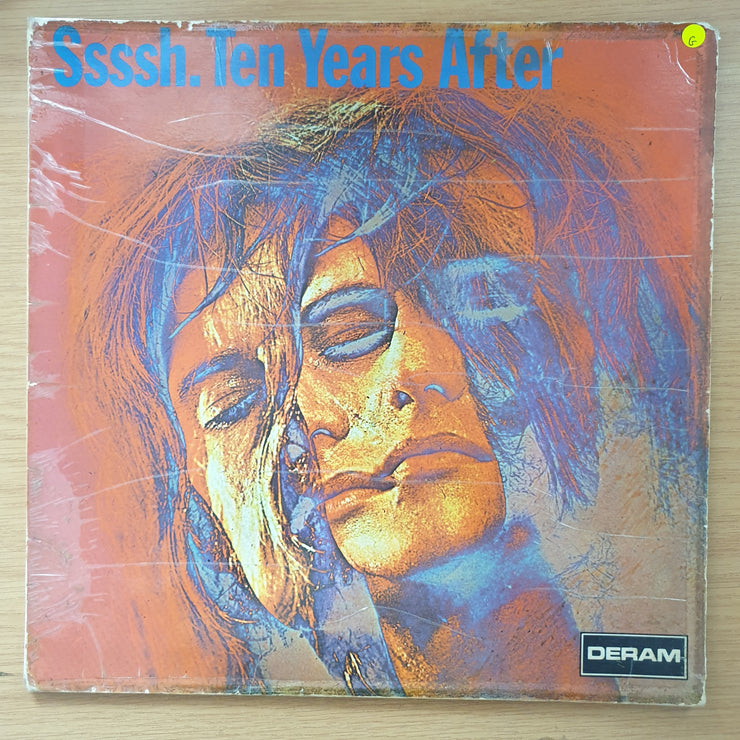 Ssssh. Ten Years After
G
DERAM